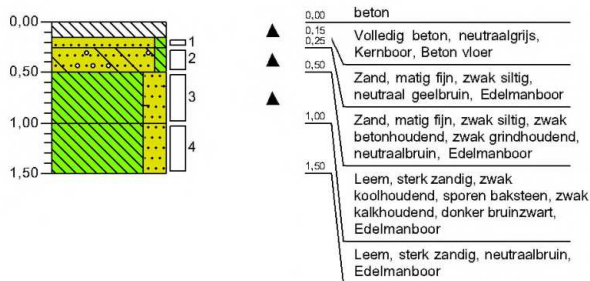 0,00
0,50
1,00
1,50
1
2
3
4
0,00
beton
0,15
Volledig beton, neutraalgrijs,
Kernboor, Beton vloer
0,25
Zand, matig fijn, zwak siltig,
neutraal geelbruin, Edelmanboor
0,50
Zand, matig fijn, zwak siltig, zwak
betonhoudend, zwak grindhoudend,
neutraalbruin, Edelmanboor
1,00
Leem, sterk zandig, zwak
koolhoudend, sporen baksteen, zwak
kalkhoudend, donker bruinzwart,
Edelmanboor
1,50
Leem, sterk zandig, neutraalbruin,
Edelmanboor